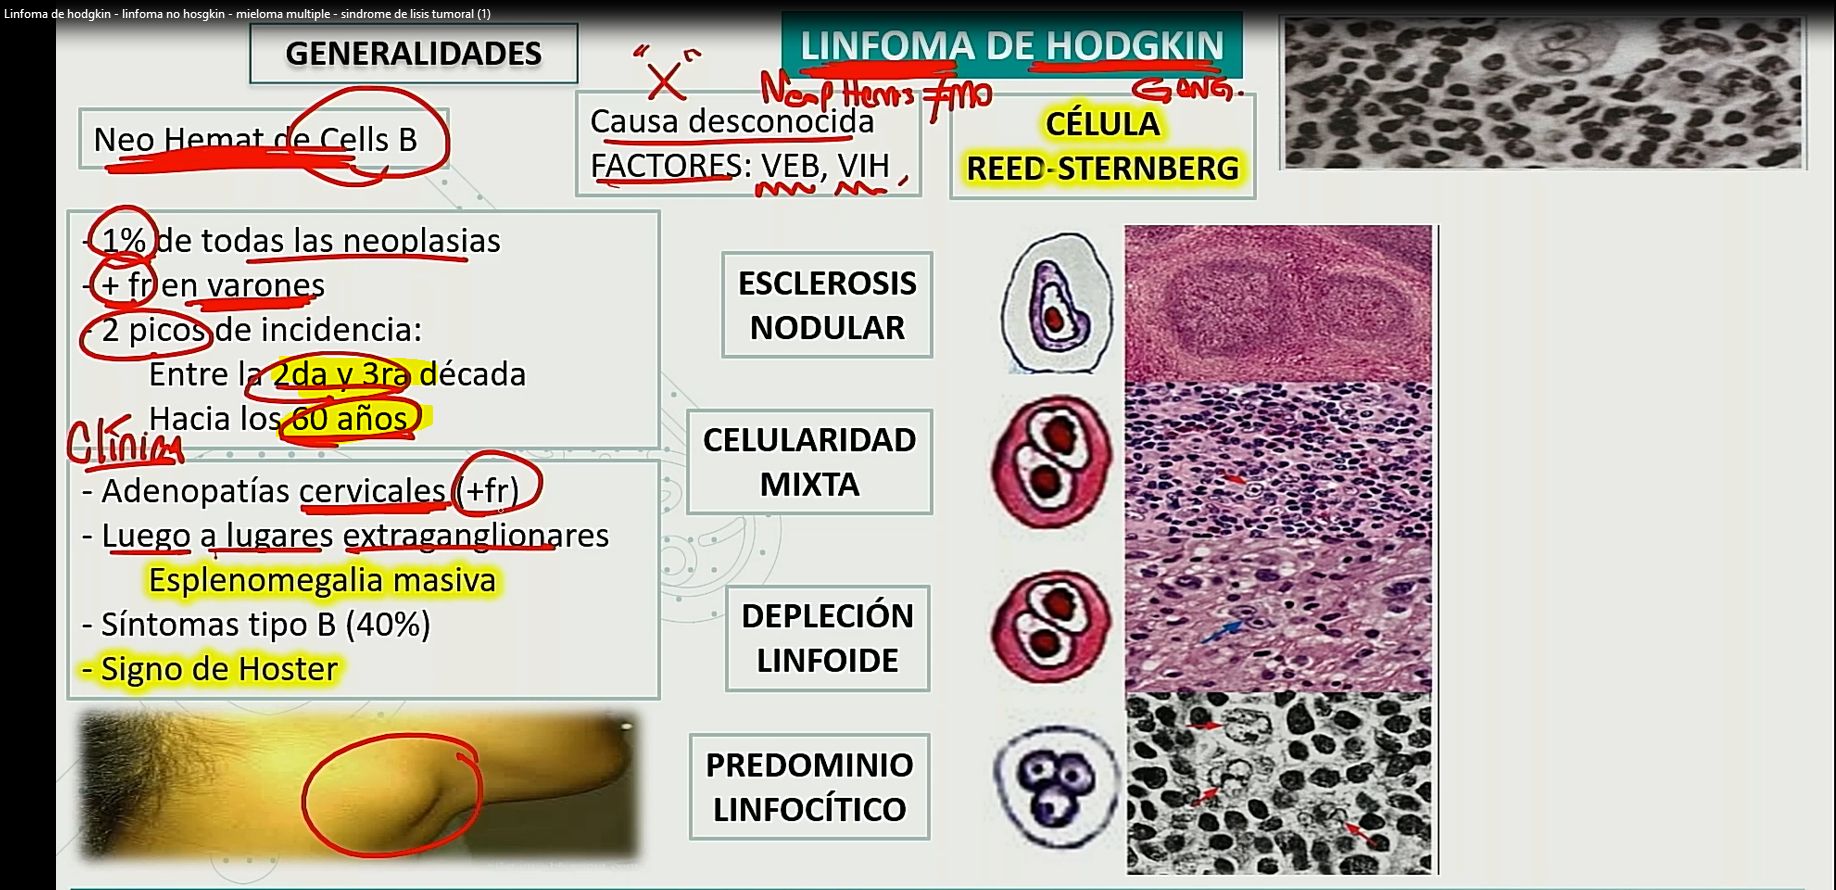 Linfoma de hodgkin - linfoma no hosgkin - mieloma multiple - sindrome de lisis tumoral (1)
GENERALIDADES
LINFOMA DE HODGKIN
"X"
Neop Hems ≠MO
GANG.
Neo Hemat de Cells B
Causa desconocida
FACTORES: VEB, VIH,
CÉLULA
REED-STERNBERG
- 1% de todas las neoplasias
- + fr en varones
- 2 picos de incidencia:
Entre la 2da y 3ra década
Hacia los 60 años
Clínica
- Adenopatías cervicales (+fr)
- Luego a lugares extraganglionares
Esplenomegalia masiva
- Síntomas tipo B (40%)
- Signo de Hoster
ESCLEROSIS
NODULAR
CELULARIDAD
MIXTA
DEPLECIÓN
LINFOIDE
PREDOMINIO
LINFOCÍTICO